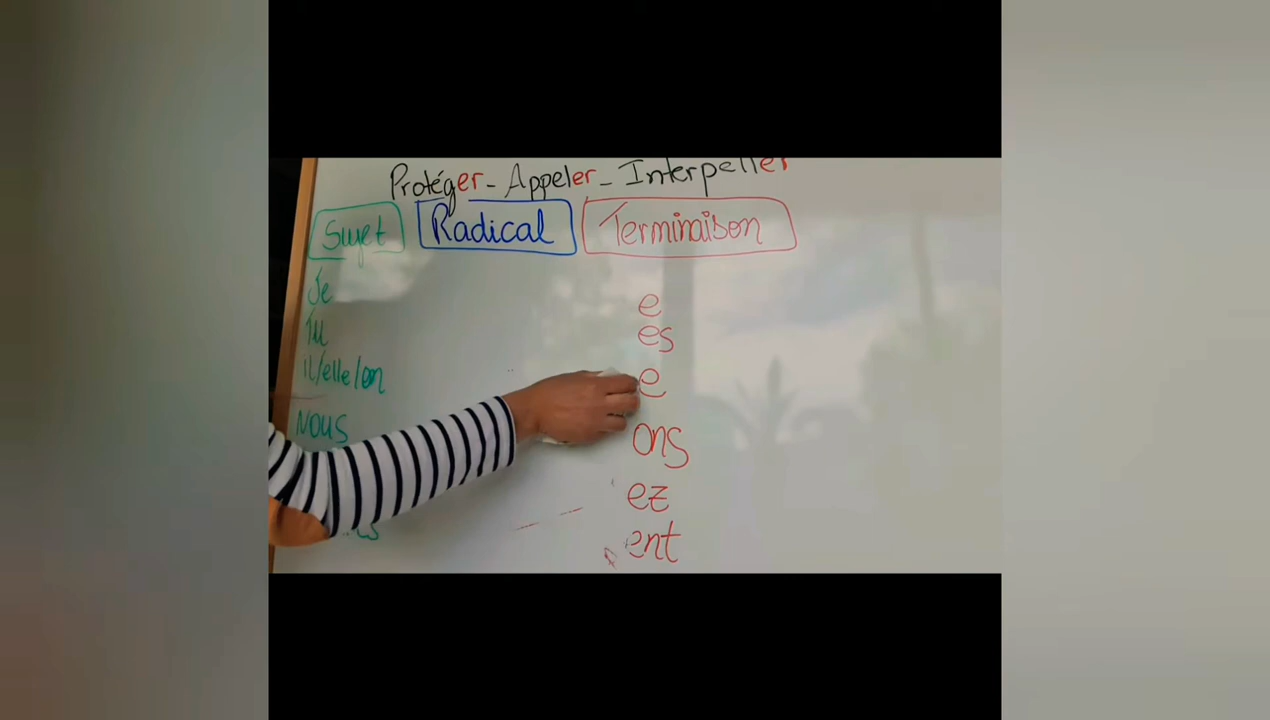 Protéger - Appeler - Interpeller
Sujet Radical Terminaison
Je e
Tu es
il/elle/on e
Nous ons
ez
ent